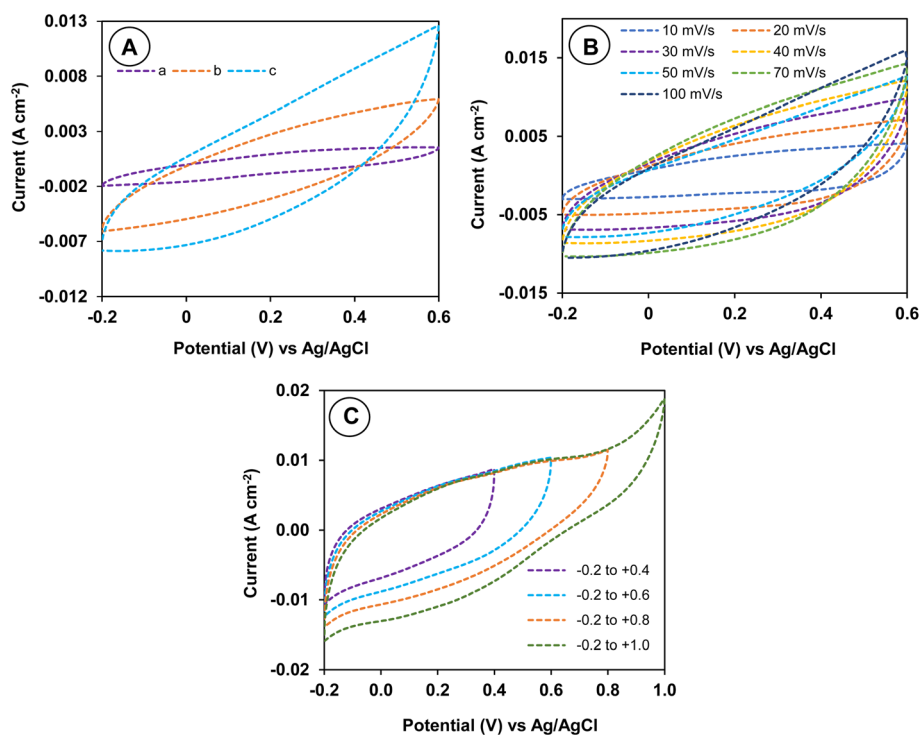 A
a b c
0.013
0.008
0.003
-0.002
-0.007
-0.012
-0.2 0 0.2 0.4 0.6
Current (A cm-2)
Potential (V) vs Ag/AgCl
B
10 mV/s 20 mV/s
30 mV/s 40 mV/s
50 mV/s 70 mV/s
100 mV/s
0.015
0.005
-0.005
-0.015
-0.2 0 0.2 0.4 0.6
Current (A cm-2)
Potential (V) vs Ag/AgCl
C
0.02
0.01
0.00
-0.01
-0.02
-0.2 0.0 0.2 0.4 0.6 0.8 1.0
Current (A cm-2)
-0.2 to +0.4
-0.2 to +0.6
-0.2 to +0.8
-0.2 to +1.0
Potential (V) vs Ag/AgCl